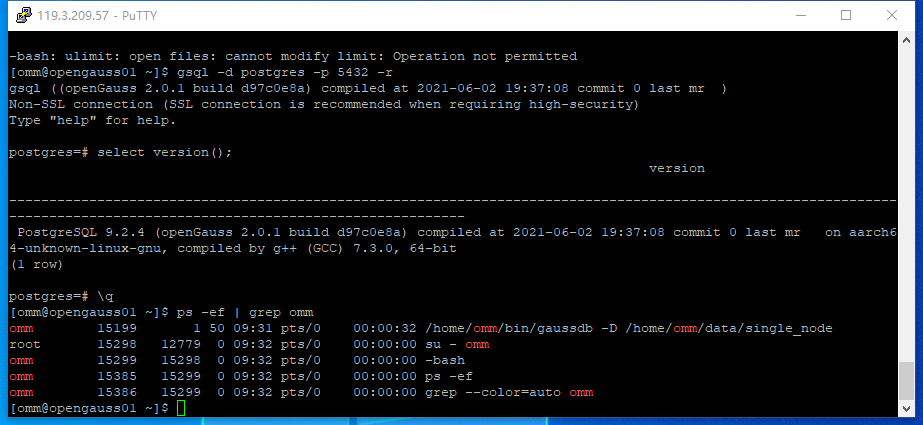 119.3.209.57 - PuTTY
-bash: ulimit: open files: cannot modify limit: Operation not permitted
[omm@opengauss01 ~]$ gsql -d postgres -p 5432 -r
gsql ((openGauss 2.0.1 build d97c0e8a) compiled at 2021-06-02 19:37:08 commit 0 last mr  )
Non-SSL connection (SSL connection is recommended when requiring high-security)
Type "help" for help.
postgres=# select version();
version
--------------------------------------------------------------------------------------------------------------
---------------------------------------------------------
PostgreSQL 9.2.4 (openGauss 2.0.1 build d97c0e8a) compiled at 2021-06-02 19:37:08 commit 0 last mr   on aarch6
4-unknown-linux-gnu, compiled by g++ (GCC) 7.3.0, 64-bit
(1 row)
postgres=# \q
[omm@opengauss01 ~]$ ps -ef | grep omm
omm        15199       1 50 09:31 pts/0    00:00:32 /home/omm/bin/gaussdb -D /home/omm/data/single_node
root       15298   12779  0 09:32 pts/0    00:00:00 su - omm
omm        15299   15298  0 09:32 pts/0    00:00:00 -bash
omm        15385   15299  0 09:32 pts/0    00:00:00 ps -ef
omm        15386   15299  0 09:32 pts/0    00:00:00 grep --color=auto omm
[omm@opengauss01 ~]$